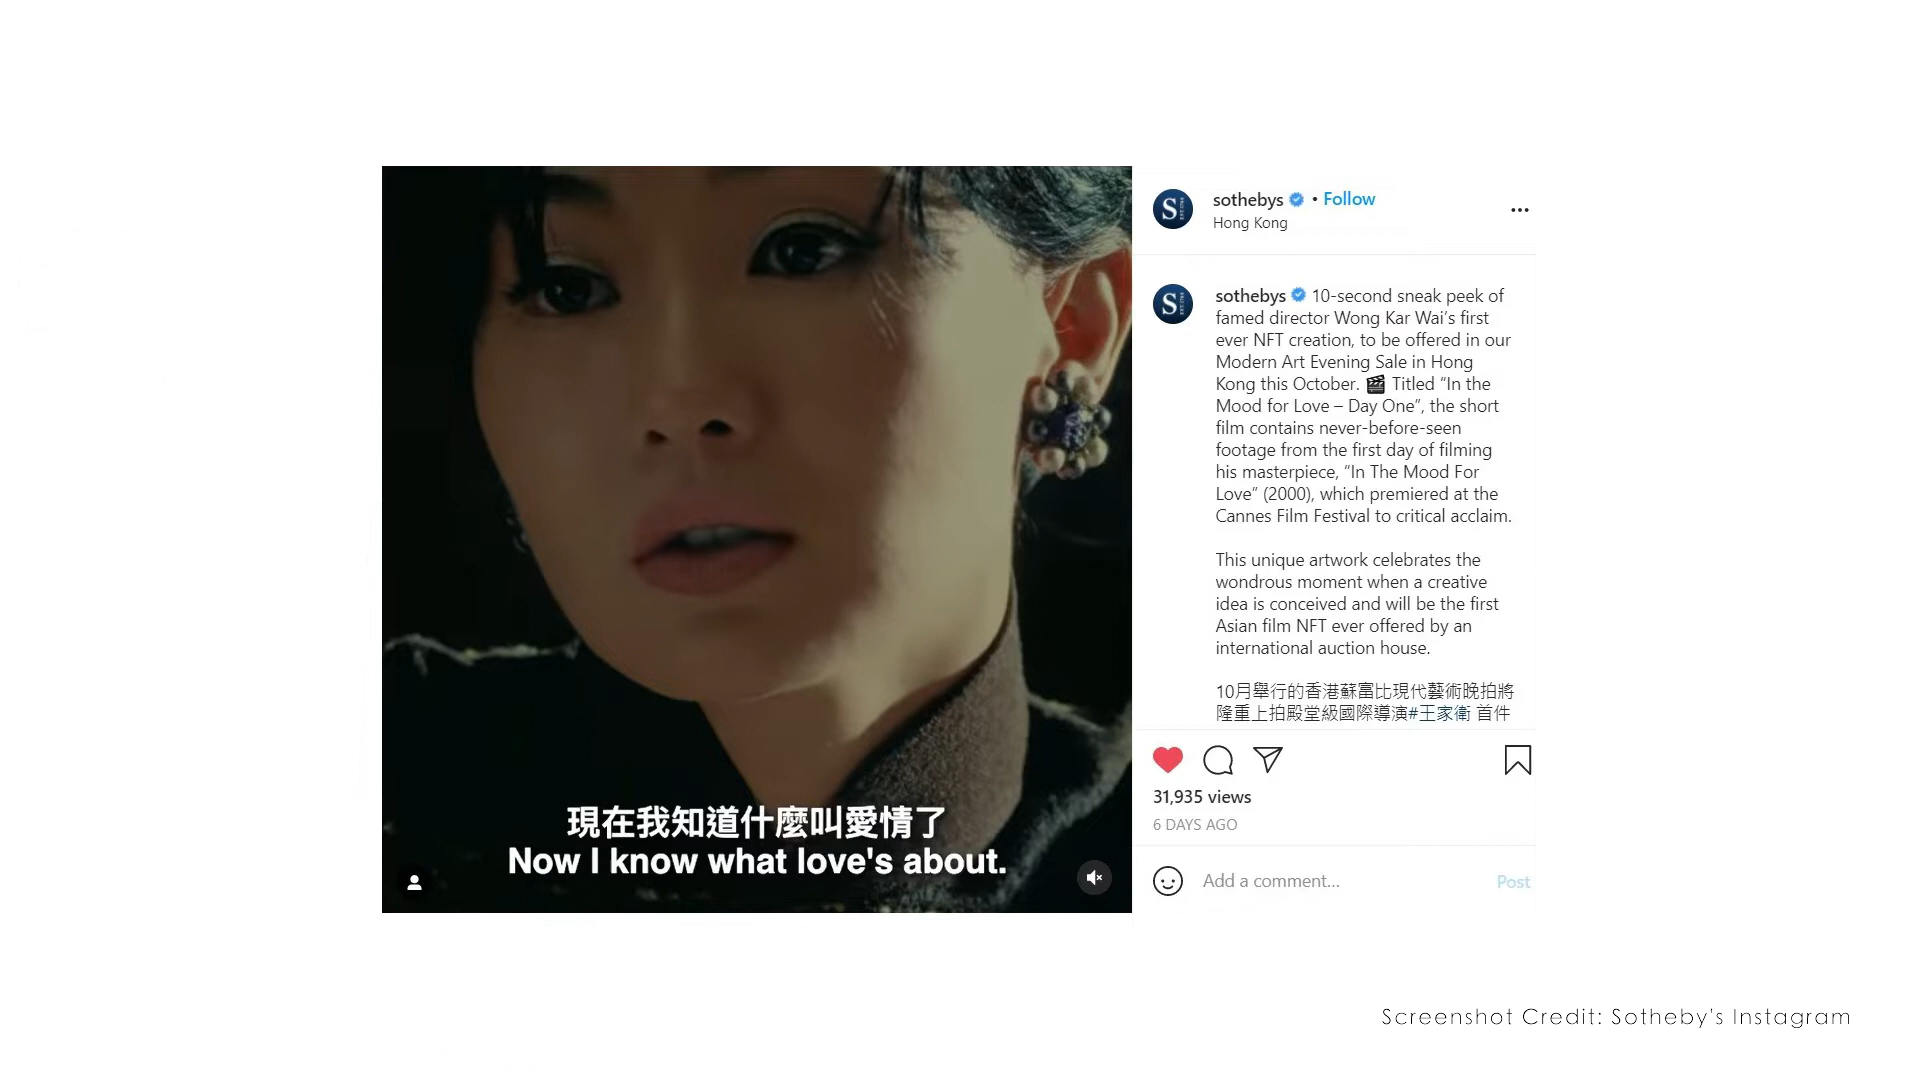 現在我知道什麼叫愛情了
Now I know what love's about.
S
EST. 1744
sothebys • Follow
Hong Kong
S
EST. 1744
sothebys 10-second sneak peek of
famed director Wong Kar Wai’s first
ever NFT creation, to be offered in our
Modern Art Evening Sale in Hong
Kong this October. 🎬 Titled “In the
Mood for Love – Day One”, the short
film contains never-before-seen
footage from the first day of filming
his masterpiece, “In The Mood For
Love” (2000), which premiered at the
Cannes Film Festival to critical acclaim.
This unique artwork celebrates the
wondrous moment when a creative
idea is conceived and will be the first
Asian film NFT ever offered by an
international auction house.
10月舉行的香港蘇富比現代藝術晚拍將
隆重上拍殿堂級國際導演#王家衛 首件
31,935 views
6 DAYS AGO
Add a comment...
Post
Screenshot Credit: Sotheby's Instagram